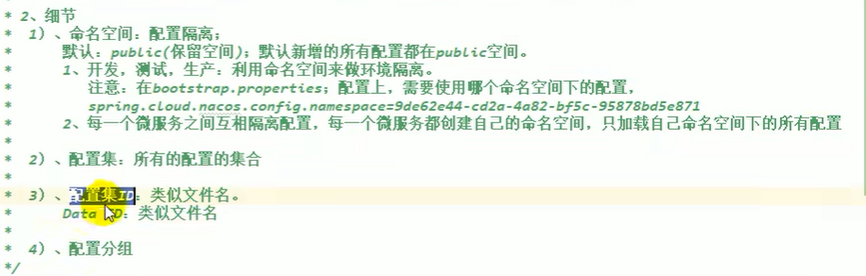 * 2、细节
*  1）、命名空间：配置隔离；
*      默认：public(保留空间)；默认新增的所有配置都在public空间。
*      1、开发，测试，生产：利用命名空间来做环境隔离。
*         注意：在bootstrap.properties；配置上，需要使用哪个命名空间下的配置，
*         spring.cloud.nacos.config.namespace=9de62e44-cd2a-4a82-bf5c-95878bd5e871
*      2、每一个微服务之间互相隔离配置，每一个微服务都创建自己的命名空间，只加载自己命名空间下的所有配置
*
*  2）、配置集：所有的配置的集合
*
*  3）、配置集ID：类似文件名。
*      Data ID：类似文件名
*
*  4）、配置分组
*/